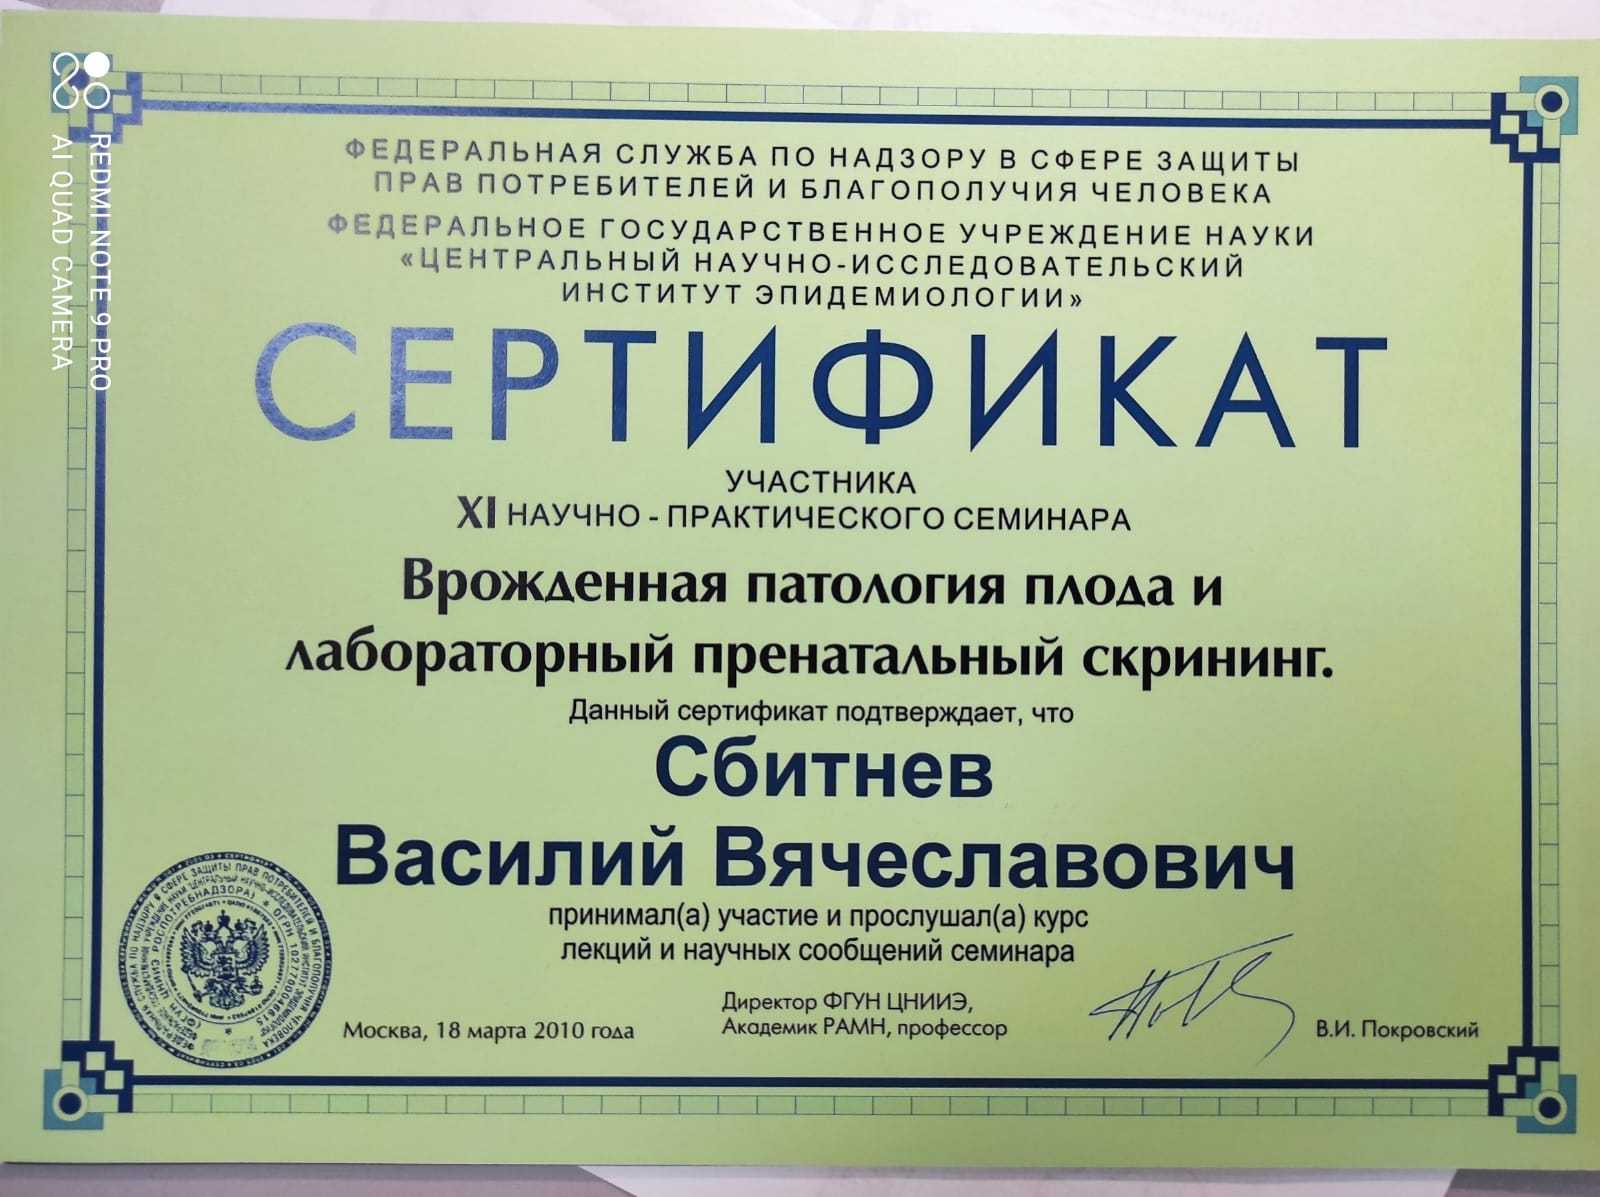 ФЕДЕРАЛЬНАЯ СЛУЖБА ПО НАДЗОРУ В СФЕРЕ ЗАЩИТЫ
ПРАВ ПОТРЕБИТЕЛЕЙ И БЛАГОПОЛУЧИЯ ЧЕЛОВЕКА
ФЕДЕРАЛЬНОЕ ГОСУДАРСТВЕННОЕ УЧРЕЖДЕНИЕ НАУКИ
«ЦЕНТРАЛЬНЫЙ НАУЧНО-ИССЛЕДОВАТЕЛЬСКИЙ
ИНСТИТУТ ЭПИДЕМИОЛОГИИ»
СЕРТИФИКАТ
УЧАСТНИКА
XI НАУЧНО - ПРАКТИЧЕСКОГО СЕМИНАРА
Врожденная патология плода и
лабораторный пренатальный скрининг.
Данный сертификат подтверждает, что
Сбитнев
Василий Вячеславович
принимал(а) участие и прослушал(а) курс
лекций и научных сообщений семинара
Москва, 18 марта 2010 года
Директор ФГУН ЦНИИЭ,
Академик РАМН, профессор
В.И. Покровский
REDMI NOTE 9 PRO
AI QUAD CAMERA